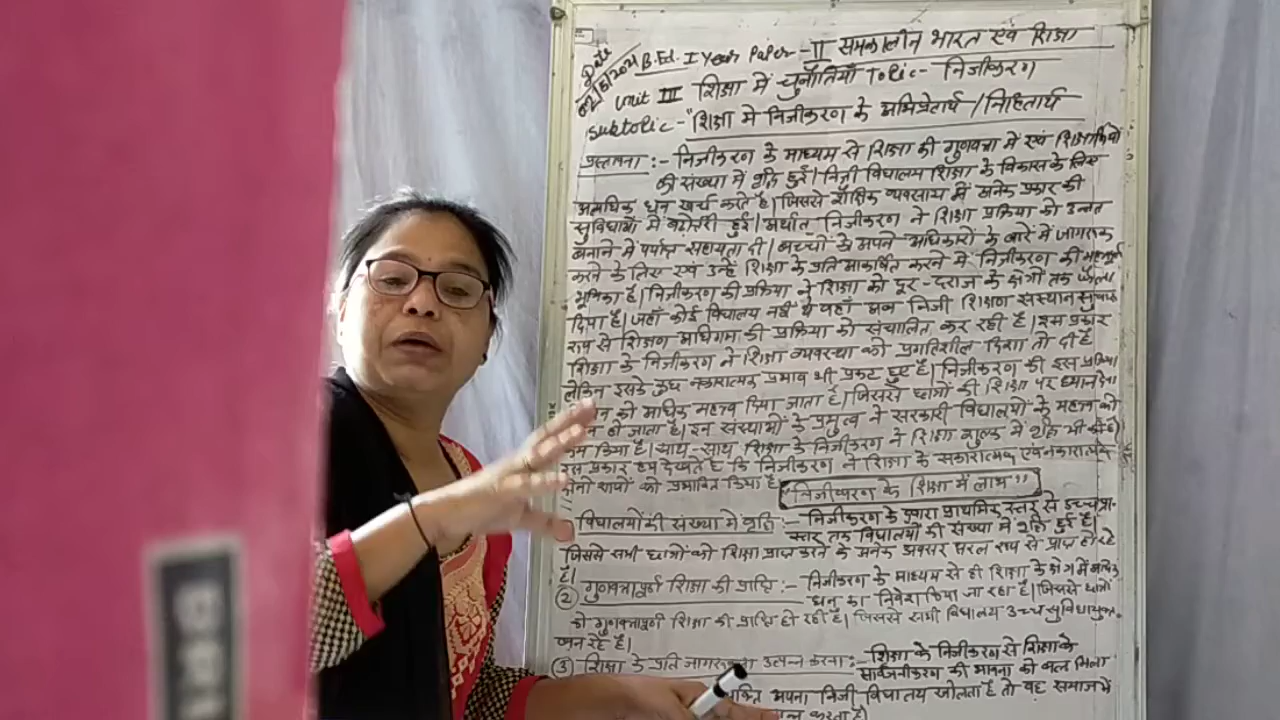 Date
B.Ed. I Year Paper-II समकालीन भारत एवं शिक्षा
Unit III शिक्षा में चुनौतियाँ Topic- निजीकरण
Subtopic- "शिक्षा में निजीकरण के अभिप्रेतार्थ/निहितार्थ
प्रस्तावना :- निजीकरण के माध्यम से शिक्षा की गुणवत्ता में एवं शिक्षार्थियों
की संख्या में वृद्धि हुई। निजी विद्यालय शिक्षा के विकास के लिए
अत्यधिक धन खर्च करते है। जिससे शैक्षिक व्यवसाय में अनेक प्रकार की
सुविधाओं में बढोत्तरी हुई। अर्थात् निजीकरण ने शिक्षा प्रक्रिया को उन्नत
बनाने में पर्याप्त सहायता दी। बच्चों को अपने अधिकारों के बारें में जागरूक
करने के लिए एवं उन्हें शिक्षा के प्रति आकर्षित करने में निजीकरण की महत्वपूर्ण
भूमिका है। निजीकरण की प्रक्रिया ने शिक्षा को दूर-दराज के क्षेत्रों तक फैला
दिया है। जहाँ कोई विद्यालय नहीं थे वहाँ अब निजी शिक्षण संस्थान सुचारू
रूप से शिक्षण अधिगम की प्रक्रिया को संचालित कर रही है। इस प्रकार
शिक्षा के निजीकरण ने शिक्षा व्यवस्था को प्रगतिशील दिशा तो दी है
लेकिन इसके कुछ नकारात्मक प्रभाव भी प्रकट हुए है। निजीकरण की इस प्रक्रिया
को अधिक महत्व दिया जाता है। जिससे छात्रों की शिक्षा पर ध्यान देना
हो जाता है। इन संस्थाओं के प्रभुत्व ने सरकारी विद्यालयों के महत्व को
कम किया है। साथ-साथ शिक्षा के निजीकरण ने शिक्षा शुल्क में वृद्धि भी की है।
इस प्रकार हम देखते है कि निजीकरण ने शिक्षा के सकारात्मक एवं नकारात्मक
दोनों रूपों को प्रभावित किया है।
"निजीकरण के शिक्षा में लाभ"
विद्यालयों की संख्या में वृद्धि :- निजीकरण के द्वारा प्राथमिक स्तर से उच्च
स्तर तक विद्यालयों की संख्या में वृद्धि हुई है।
जिससे सभी छात्रों को शिक्षा प्राप्त करने के अनेक अवसर सरल रूप से प्राप्त हो रहे
है।
② गुणवत्तापूर्ण शिक्षा की प्राप्ति :- निजीकरण के माध्यम से ही शिक्षा के क्षेत्र में
धन का निवेश किया जा रहा है। जिससे छात्रों
को गुणवत्तापूर्ण शिक्षा की प्राप्ति हो रही है। जिससे सभी विद्यालय उच्च सुविधायुक्त
बन रहे है।
③ शिक्षा के प्रति जागरूकता उत्पन्न करना :- शिक्षा के निजीकरण से शिक्षा के
सार्वजनीकरण की भावना को बल मिला
अपना निजी विद्यालय खोलता है तो वह समाज में
करता है।